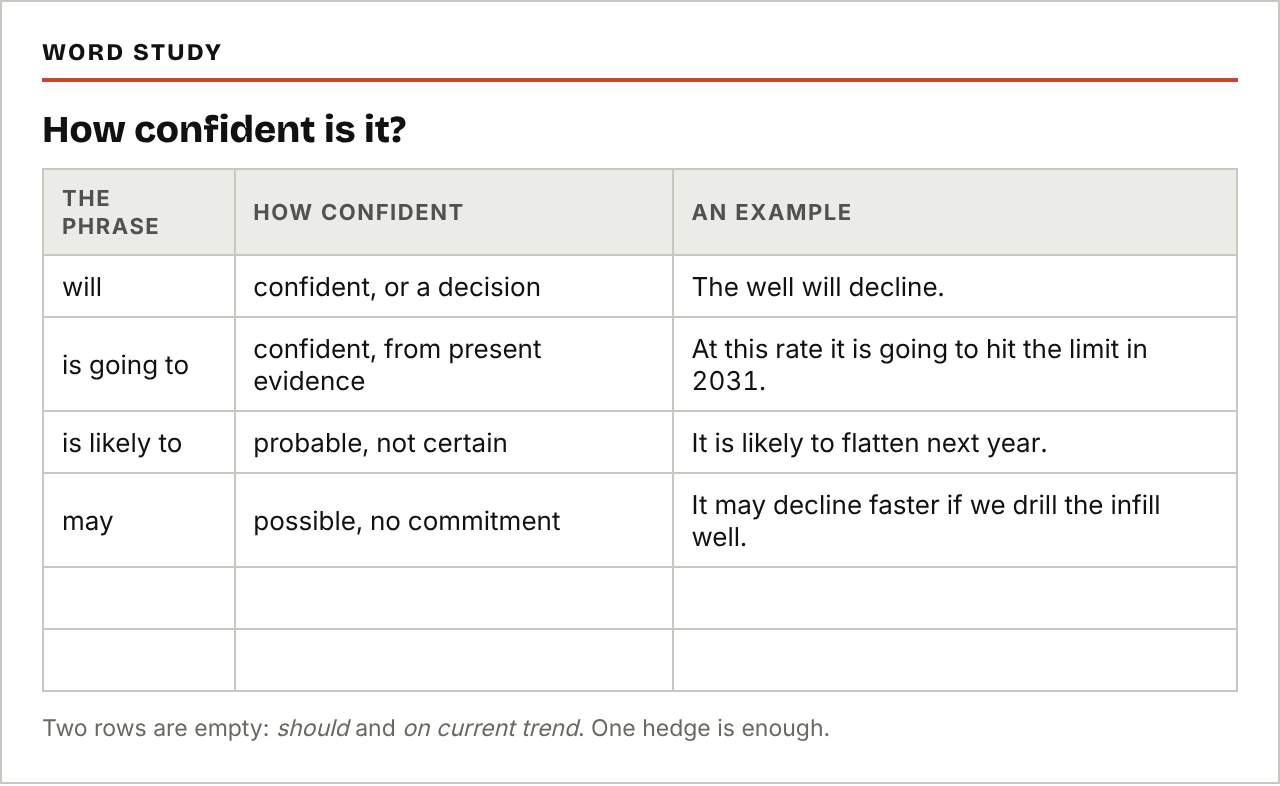 WORD STUDY
How confident is it?
THE
PHRASE
HOW CONFIDENT
AN EXAMPLE
will
confident, or a decision
The well will decline.
is going to
confident, from present
evidence
At this rate it is going to hit the limit in
2031.
is likely to
probable, not certain
It is likely to flatten next year.
may
possible, no commitment
It may decline faster if we drill the infill
well.
Two rows are empty: should and on current trend. One hedge is enough.